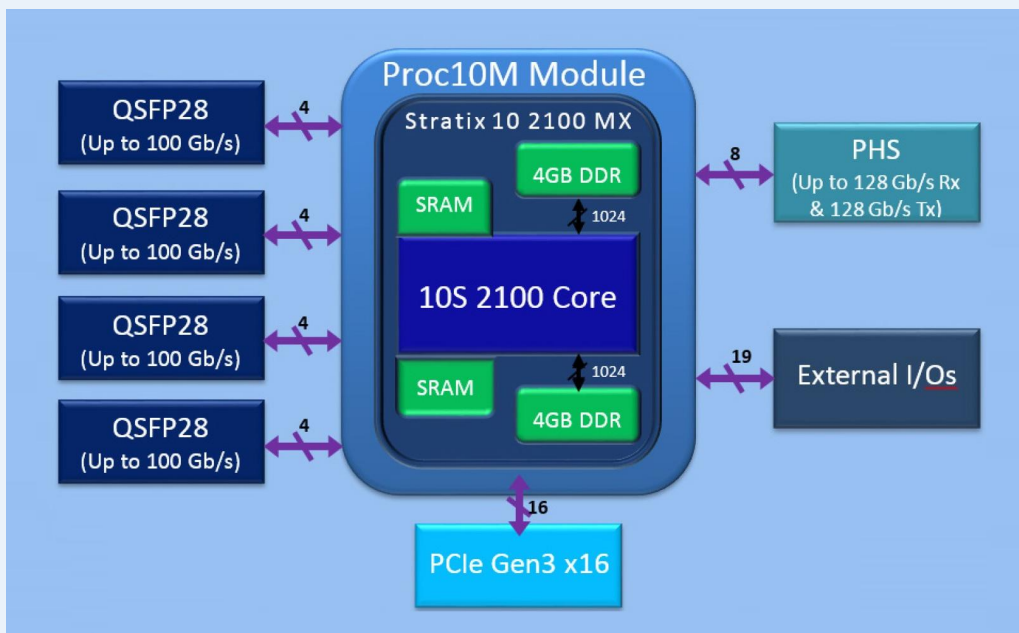 Proc10M Module
Stratix 10 2100 MX
QSFP28
(Up to 100 Gb/s)
4
QSFP28
(Up to 100 Gb/s)
4
QSFP28
(Up to 100 Gb/s)
4
QSFP28
(Up to 100 Gb/s)
4
4GB DDR
SRAM
1024
10S 2100 Core
1024
SRAM
4GB DDR
8
PHS
(Up to 128 Gb/s Rx
& 128 Gb/s Tx)
19
External I/Os
16
PCIe Gen3 x16